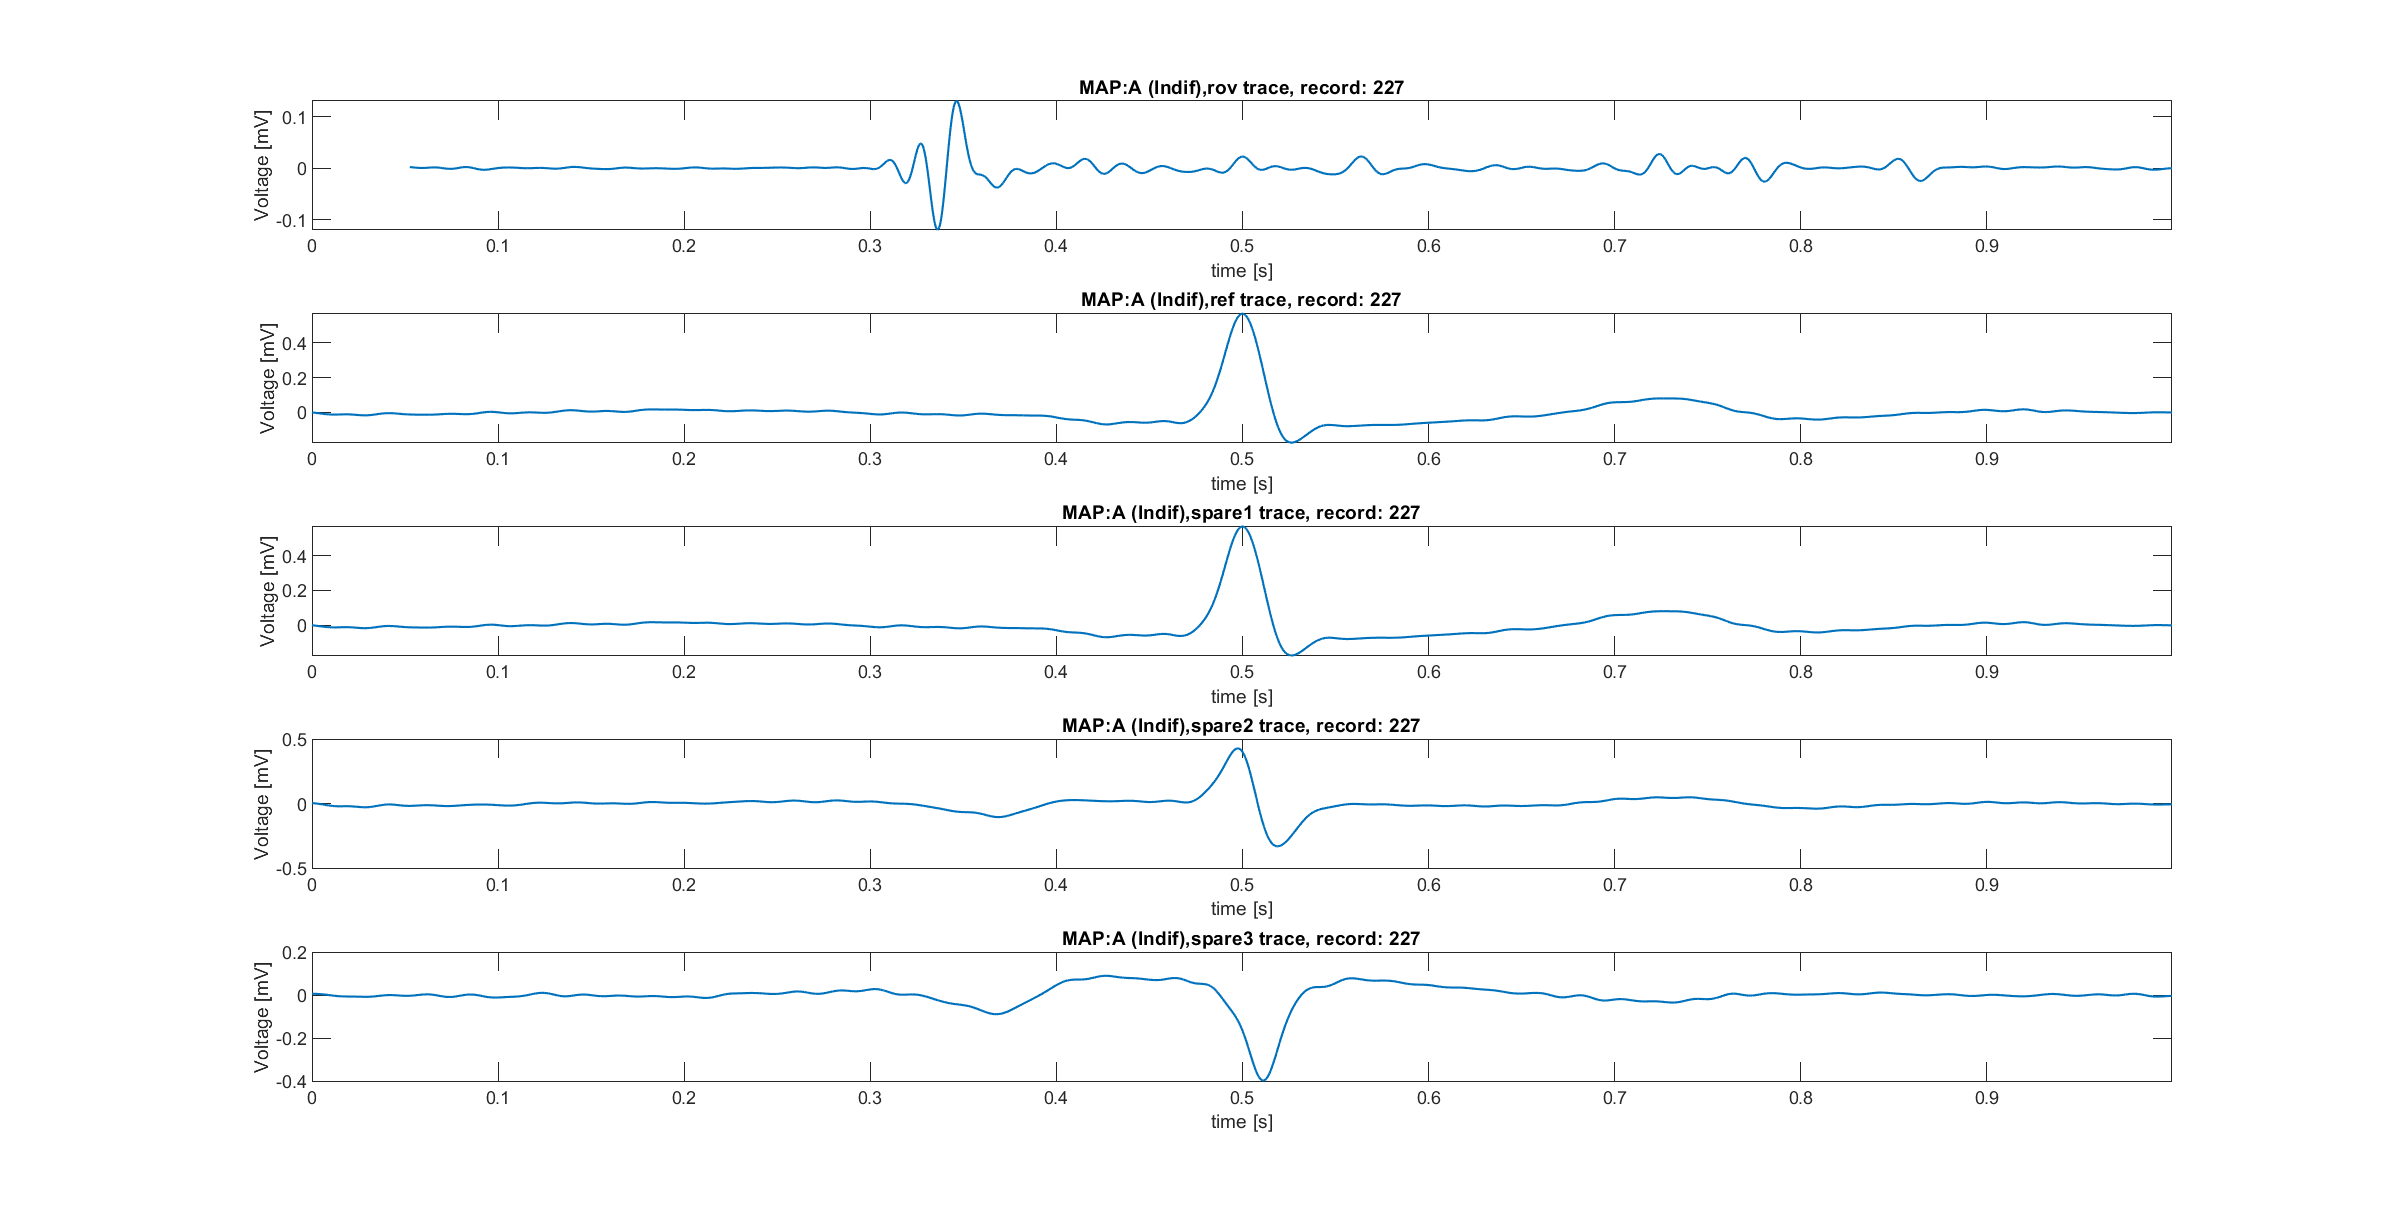 MAP:A (Indif),rov trace, record: 227
Voltage [mV]
0.1
0
-0.1
0 0.1 0.2 0.3 0.4 0.5 0.6 0.7 0.8 0.9
time [s]
MAP:A (Indif),ref trace, record: 227
Voltage [mV]
0.4
0.2
0
0 0.1 0.2 0.3 0.4 0.5 0.6 0.7 0.8 0.9
time [s]
MAP:A (Indif),spare1 trace, record: 227
Voltage [mV]
0.4
0.2
0
0 0.1 0.2 0.3 0.4 0.5 0.6 0.7 0.8 0.9
time [s]
MAP:A (Indif),spare2 trace, record: 227
Voltage [mV]
0.5
0
-0.5
0 0.1 0.2 0.3 0.4 0.5 0.6 0.7 0.8 0.9
time [s]
MAP:A (Indif),spare3 trace, record: 227
Voltage [mV]
0.2
0
-0.2
-0.4
0 0.1 0.2 0.3 0.4 0.5 0.6 0.7 0.8 0.9
time [s]